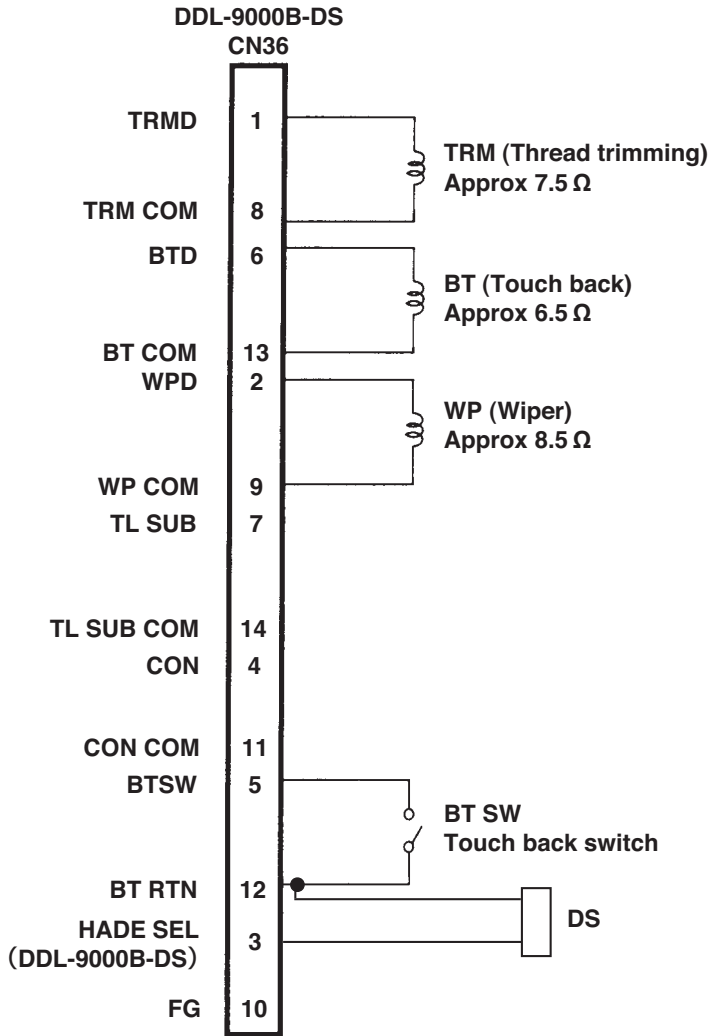 DDL-9000B-DS
CN36
TRMD 1
TRM (Thread trimming)
Approx 7.5 Ω
TRM COM 8
BTD 6
BT (Touch back)
Approx 6.5 Ω
BT COM 13
WPD 2
WP (Wiper)
Approx 8.5 Ω
WP COM 9
TL SUB 7
TL SUB COM 14
CON 4
CON COM 11
BTSW 5
BT SW
Touch back switch
BT RTN 12
DS
HADE SEL 3
(DDL-9000B-DS)
FG 10